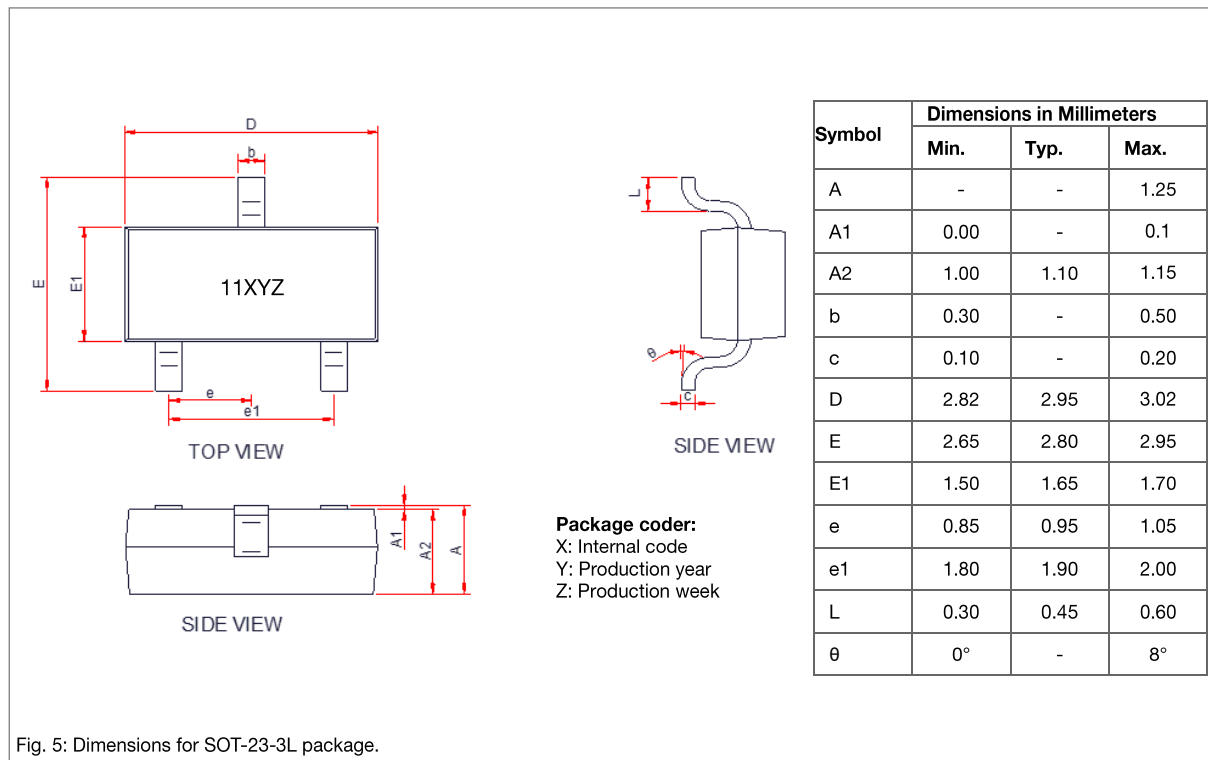 D
b
E
E1
11XYZ
e
e1
TOP VIEW
L
θ
c
SIDE VIEW
A1
A2
A
SIDE VIEW
Package coder:
X: Internal code
Y: Production year
Z: Production week
Symbol Dimensions in Millimeters
Min. Typ. Max.
A - - 1.25
A1 0.00 - 0.1
A2 1.00 1.10 1.15
b 0.30 - 0.50
c 0.10 - 0.20
D 2.82 2.95 3.02
E 2.65 2.80 2.95
E1 1.50 1.65 1.70
e 0.85 0.95 1.05
e1 1.80 1.90 2.00
L 0.30 0.45 0.60
θ 0° - 8°
Fig. 5: Dimensions for SOT-23-3L package.